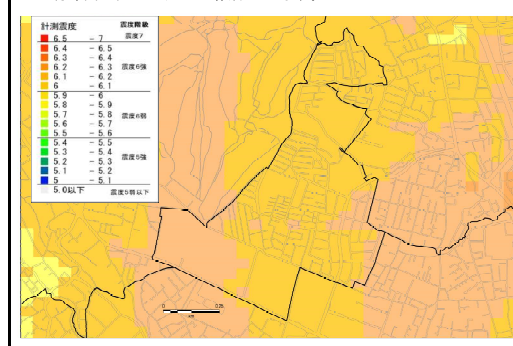 計測震度 震度階級
6.5 - 7 震度7
6.4 - 6.5
6.3 - 6.4
6.2 - 6.3 震度6強
6.1 - 6.2
6 - 6.1
5.9 - 6
5.8 - 5.9
5.7 - 5.8 震度6弱
5.6 - 5.7
5.5 - 5.6
5.4 - 5.5
5.3 - 5.4
5.2 - 5.3 震度5強
5.1 - 5.2
5 - 5.1
5.0以下 震度5弱以下
0 0.25
km